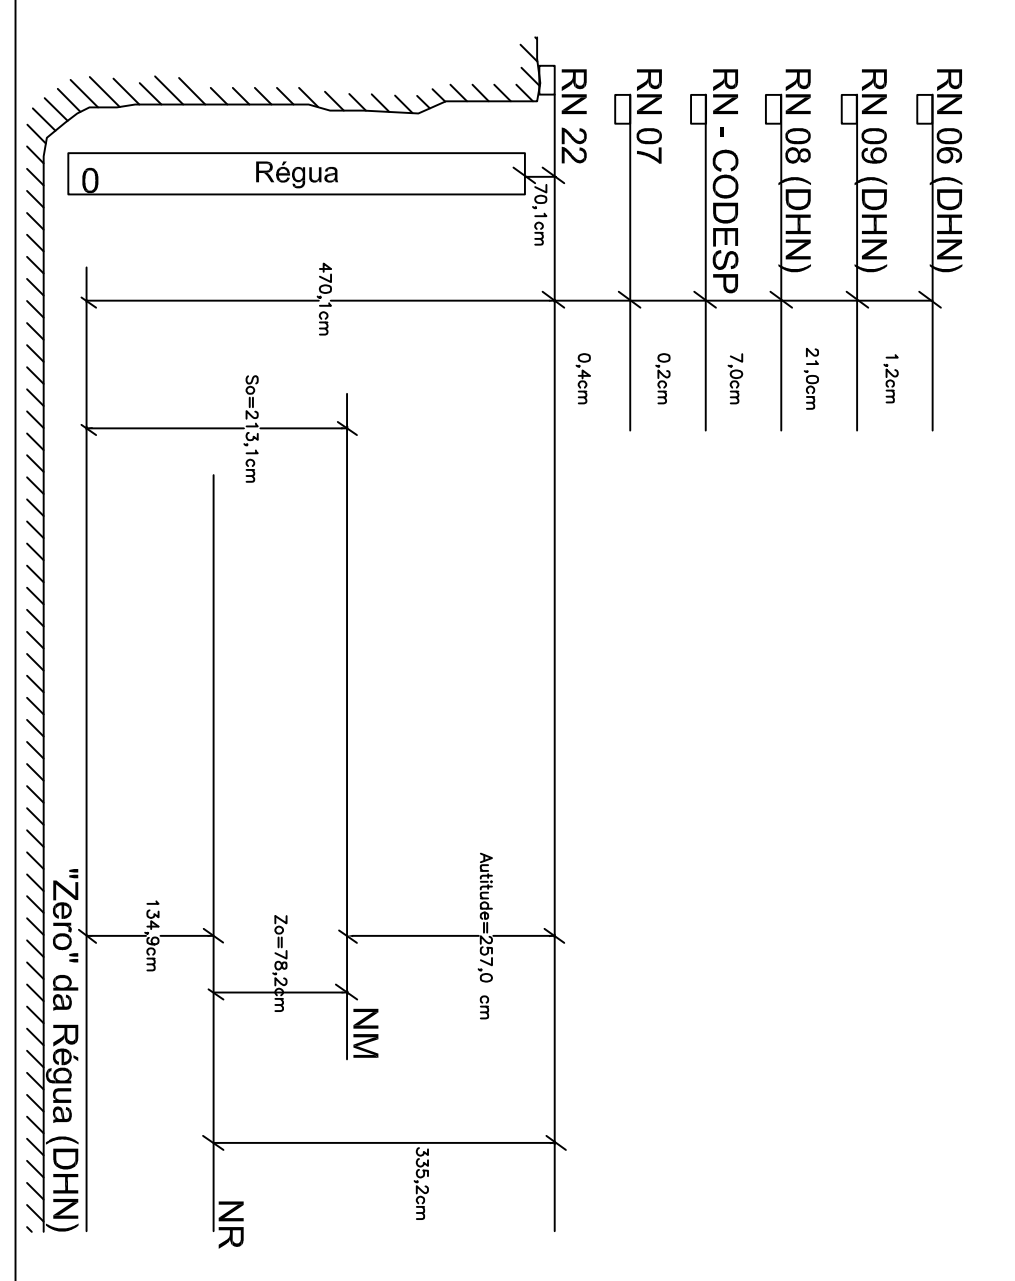 RN 06 (DHN)
1,2cm
RN 09 (DHN)
21,0cm
RN 08 (DHN)
7,0cm
RN - CODESP
0,2cm
RN 07
0,4cm
RN 22
70,1cm
Régua
0
470,1cm
So=213,1cm
Autitude=257,0 cm
NM
Zo=78,2cm
335,2cm
NR
134,9cm
"Zero" da Régua (DHN)